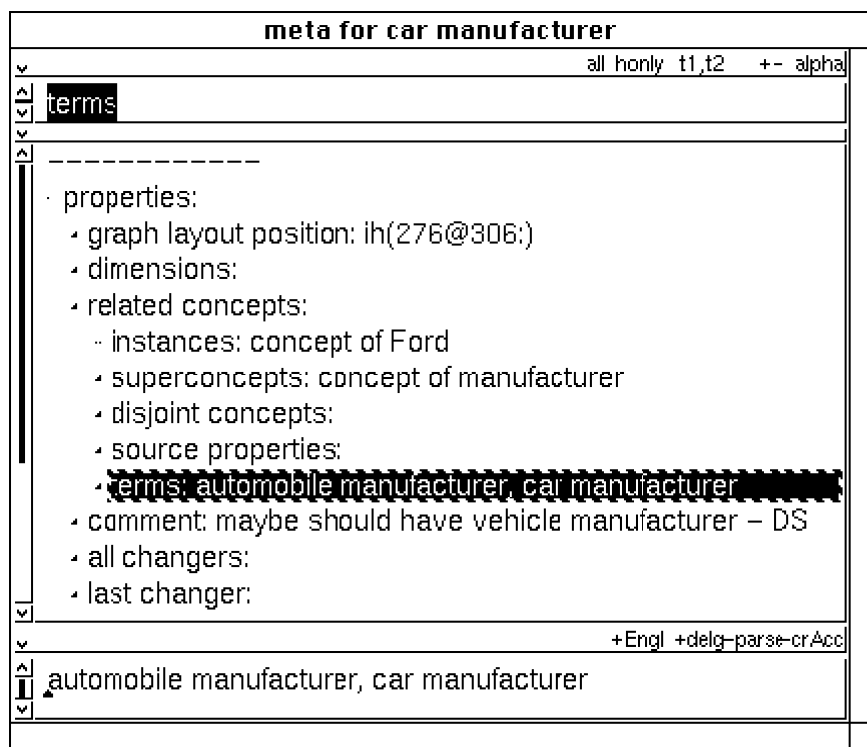 meta for car manufacturer
all honly t1,t2 +- alpha
terms
------------
properties:
graph layout position: ih(276@306:)
dimensions:
related concepts:
instances: concept of Ford
superconcepts: concept of manufacturer
disjoint concepts:
source properties:
terms: automobile manufacturer, car manufacturer
comment: maybe should have vehicle manufacturer – DS
all changers:
last changer:
+Engl +delg-parse-crAcc
automobile manufacturer, car manufacturer